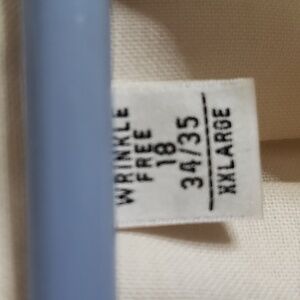 WRINKLE
FREE
18
34/35
XXLARGE